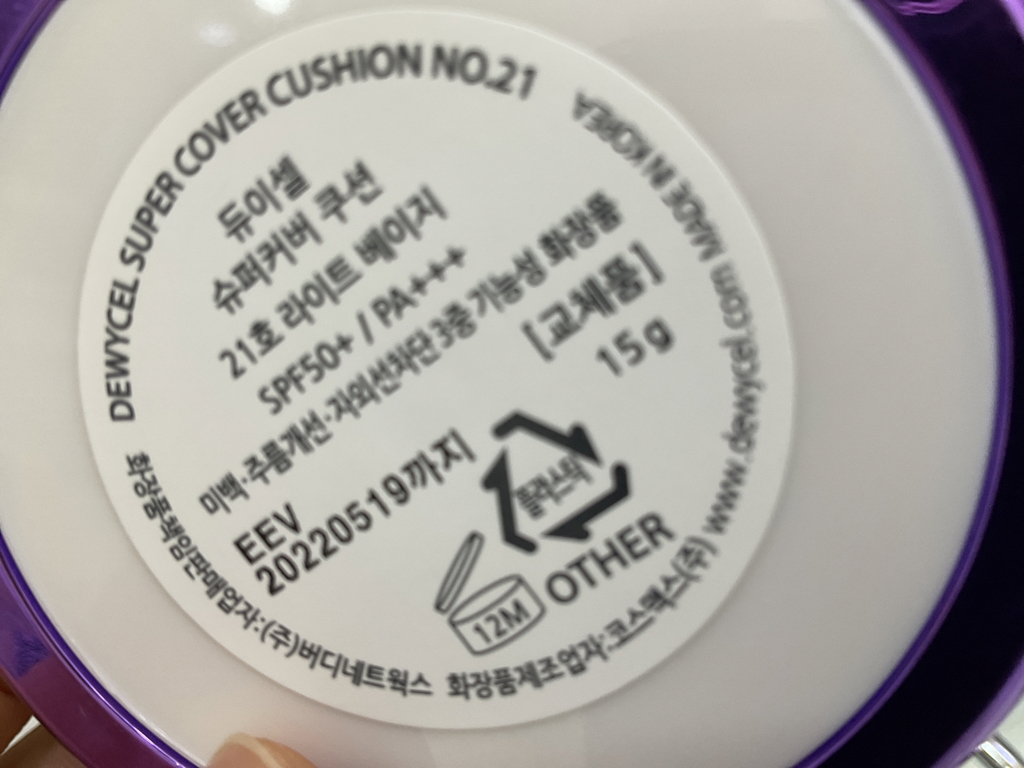 DEWYCEL SUPER COVER CUSHION NO.21
듀이셀
슈퍼커버 쿠션
21호 라이트 베이지
SPF50+ / PA+++
미백·주름개선·자외선차단 3중 기능성 화장품
[교체품]
15g
EEV
20220519까지
플라스틱
OTHER
12M
화장품책임판매업자:(주)버디네트웍스
화장품제조업자:코스맥스(주)
www.dewycel.com MADE IN KOREA